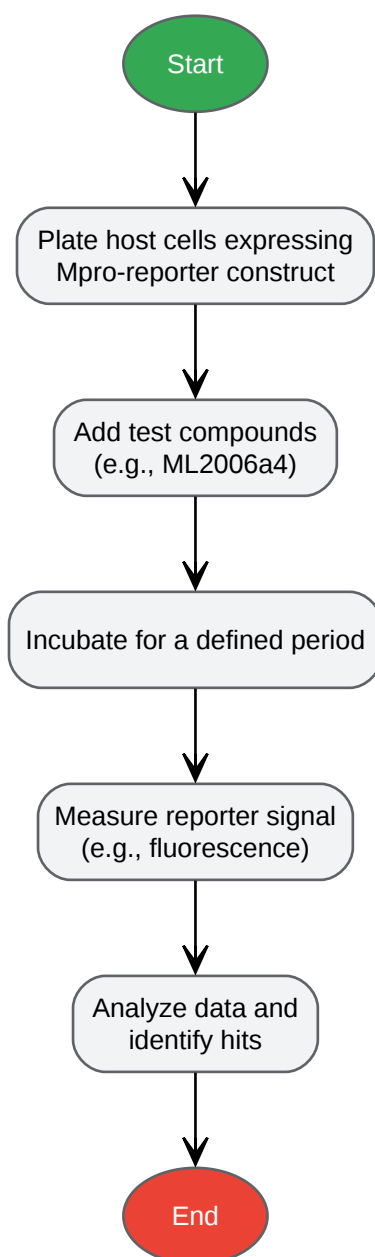 Start
Plate host cells expressing
Mpro-reporter construct
Add test compounds
(e.g., ML2006a4)
Incubate for a defined period
Measure reporter signal
(e.g., fluorescence)
Analyze data and
identify hits
End